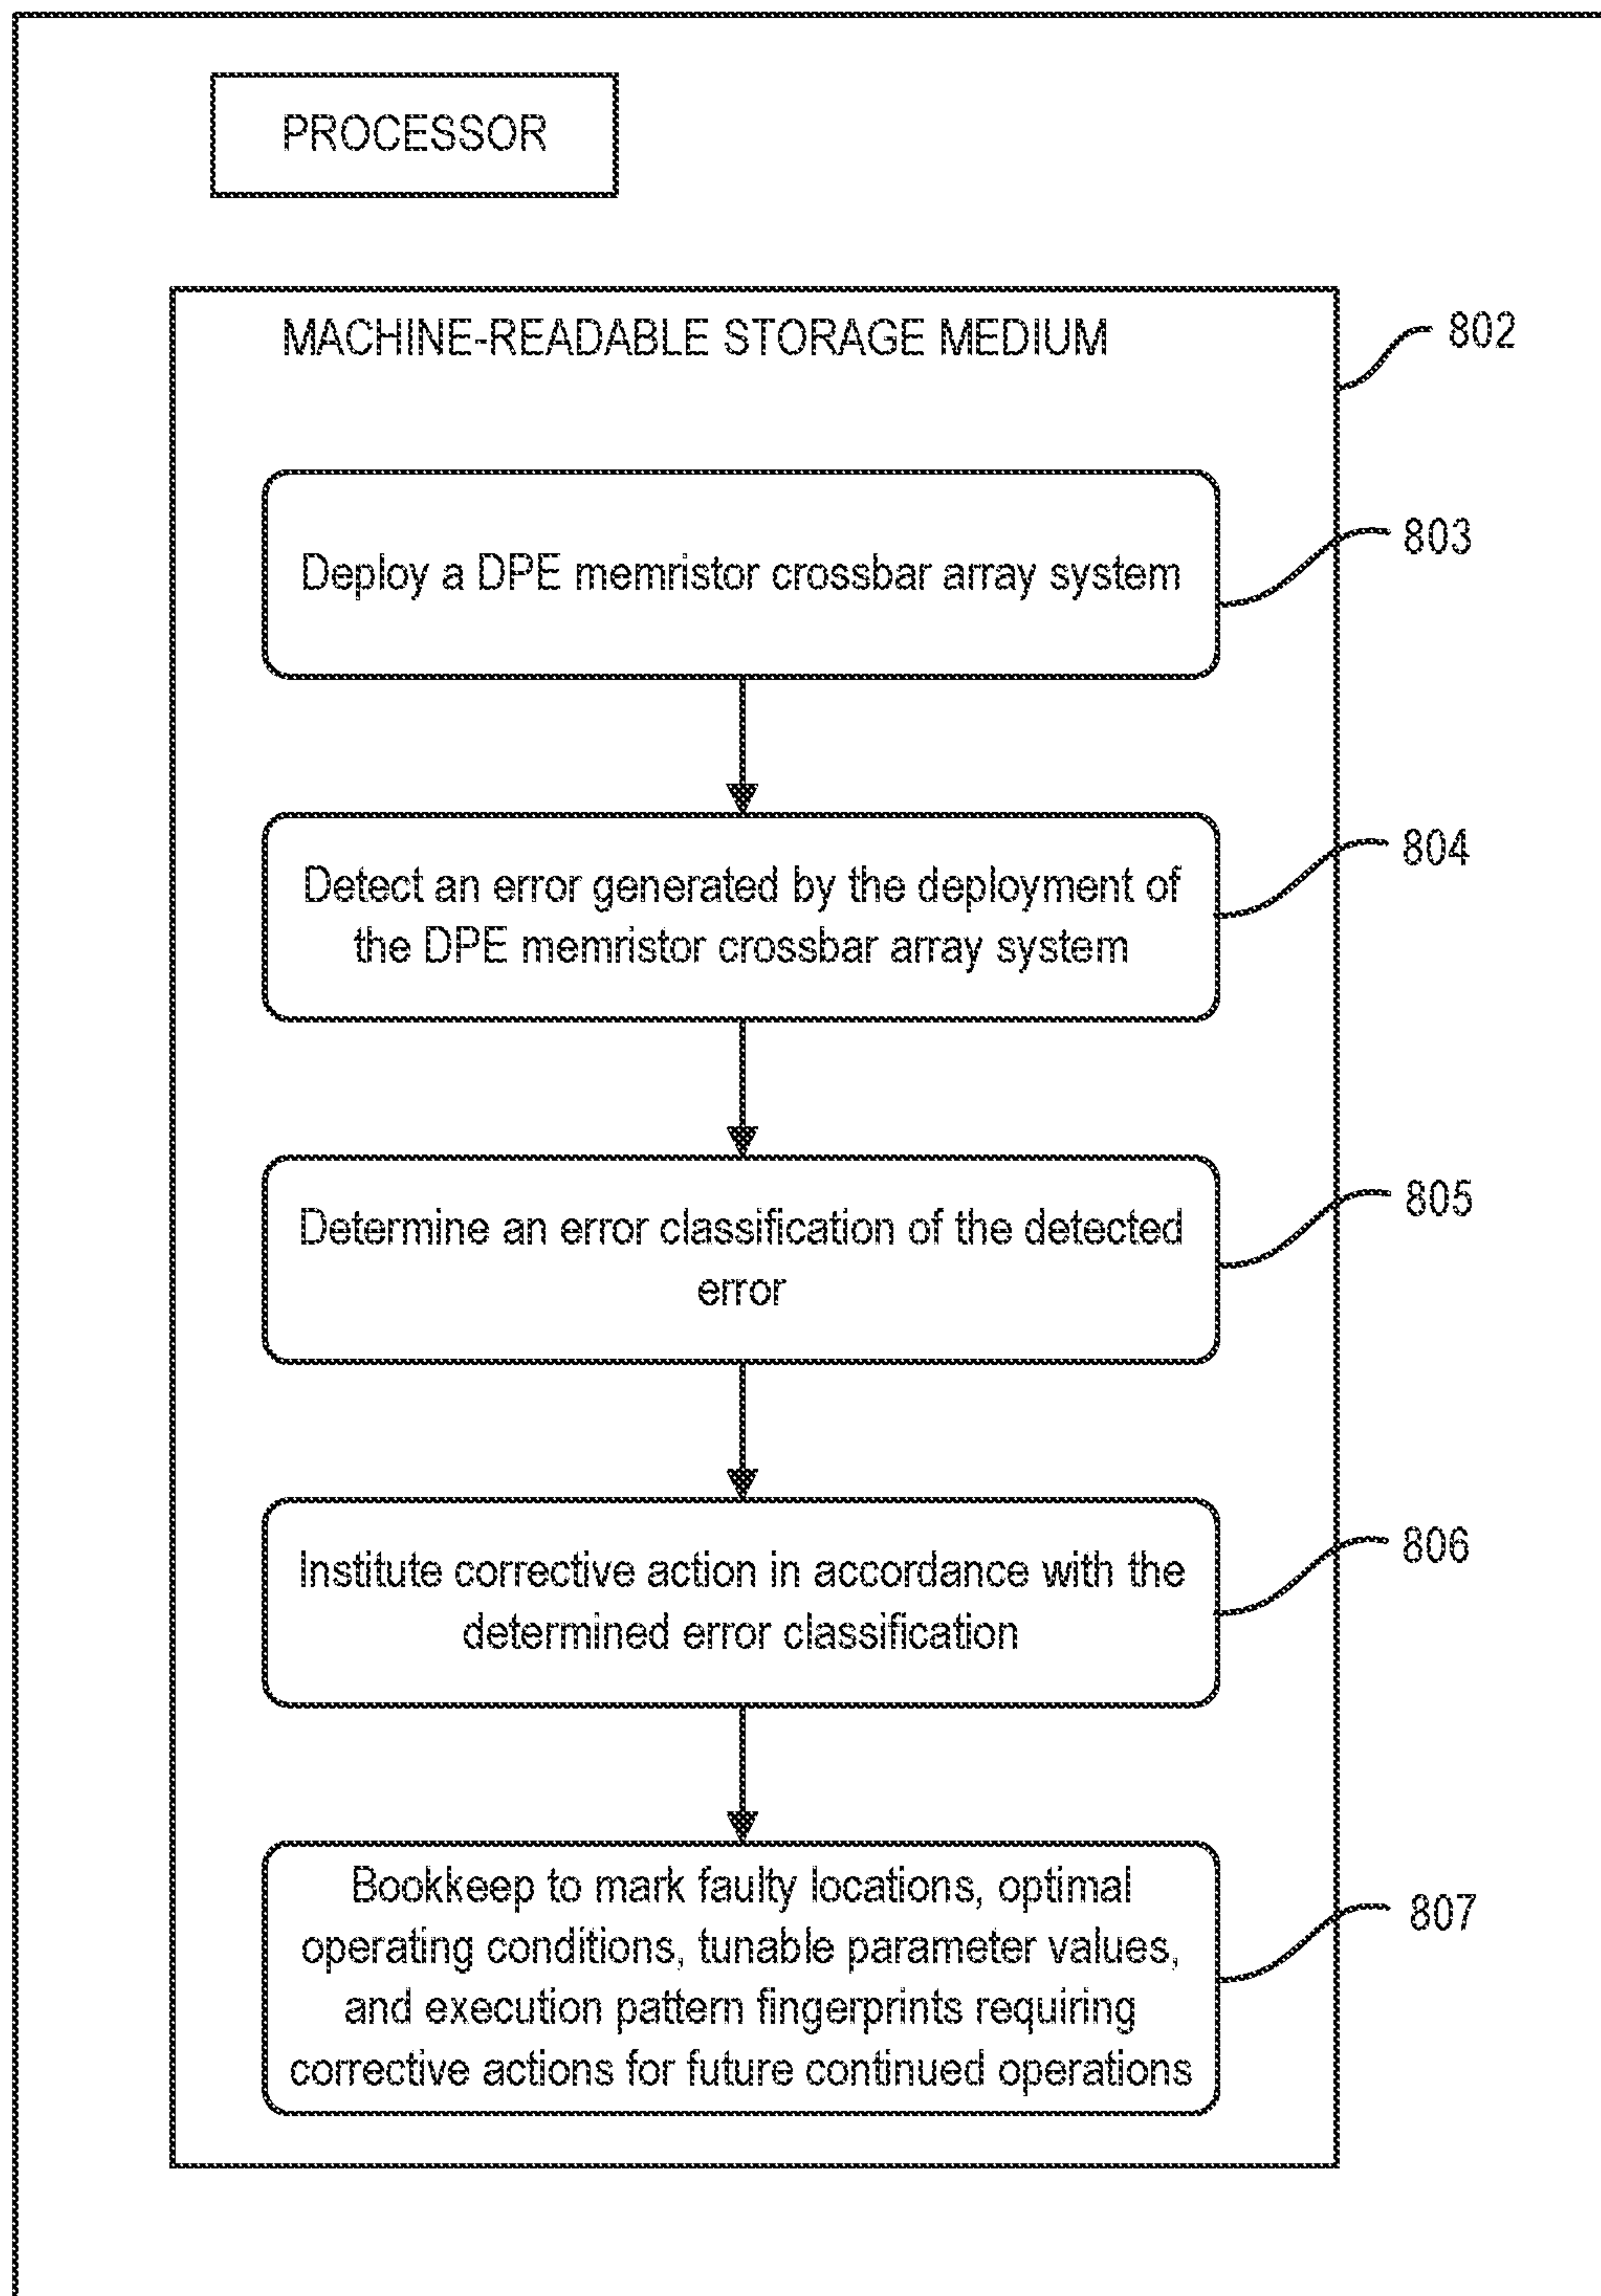 PROCESSOR
MACHINE-READABLE STORAGE MEDIUM
802
Deploy a DPE memristor crossbar array system
803
Detect an error generated by the deployment of
the DPE memristor crossbar array system
804
Determine an error classification of the detected
error
805
Institute corrective action in accordance with the
determined error classification
806
Bookkeep to mark faulty locations, optimal
operating conditions, tunable parameter values,
and execution pattern fingerprints requiring
corrective actions for future continued operations
807